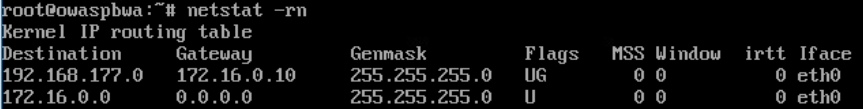 root@owaspbwa:~# netstat -rn
Kernel IP routing table
Destination Gateway Genmask Flags MSS Window irtt Iface
192.168.177.0 172.16.0.10 255.255.255.0 UG 0 0 0 eth0
172.16.0.0 0.0.0.0 255.255.255.0 U 0 0 0 eth0